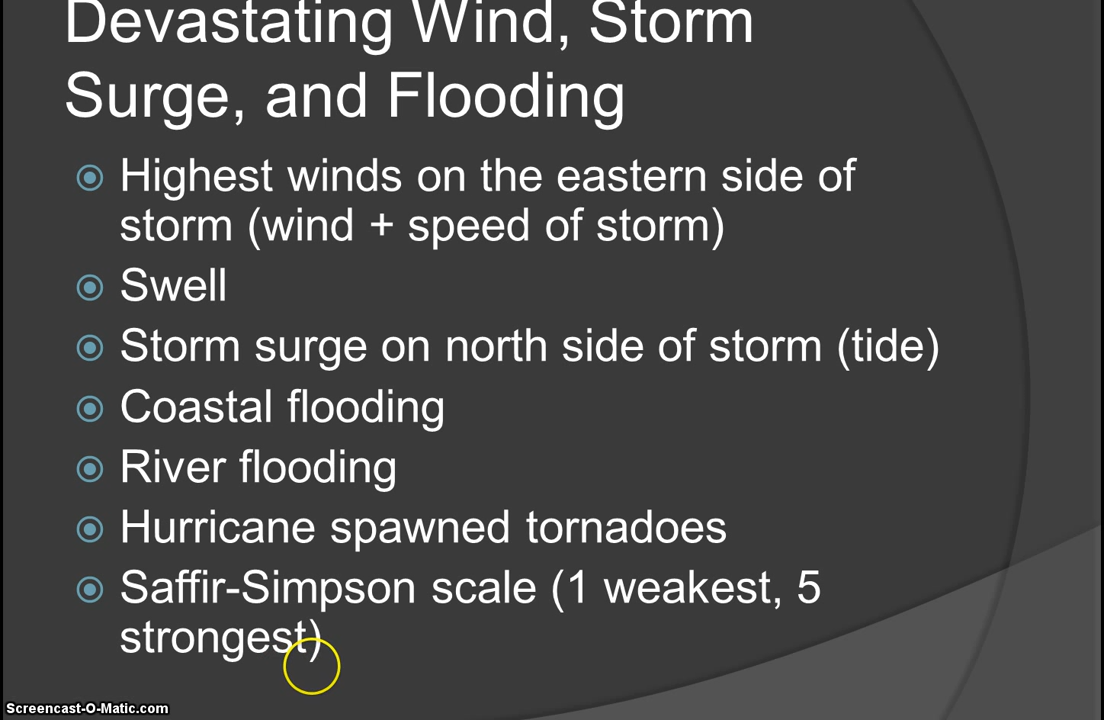 Devastating Wind, Storm
Surge, and Flooding
Highest winds on the eastern side of
storm (wind + speed of storm)
Swell
Storm surge on north side of storm (tide)
Coastal flooding
River flooding
Hurricane spawned tornadoes
Saffir-Simpson scale (1 weakest, 5
strongest)
Screencast-O-Matic.com